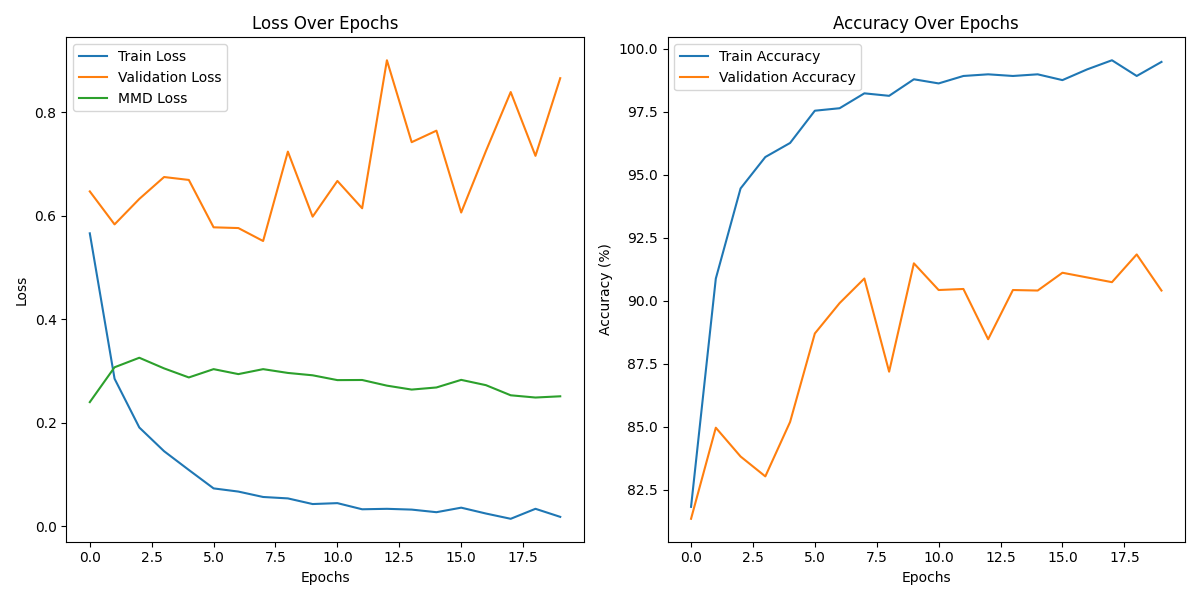 Loss Over Epochs
Train Loss
Validation Loss
MMD Loss
0.8
0.6
0.4
0.2
0.0
Loss
0.0 2.5 5.0 7.5 10.0 12.5 15.0 17.5
Epochs
Accuracy Over Epochs
Train Accuracy
Validation Accuracy
100.0
97.5
95.0
92.5
90.0
87.5
85.0
82.5
Accuracy (%)
0.0 2.5 5.0 7.5 10.0 12.5 15.0 17.5
Epochs